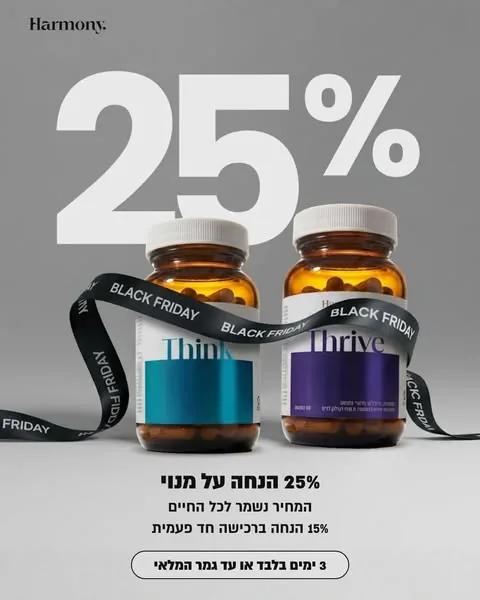 Harmony.
25%
BLACK FRIDAY
BLACK FRIDAY
BLACK FRIDAY
FRIDAY
FRIDAY
Think
Thrive
25% הנחה על מנוי
המחיר נשמר לכל החיים
15% הנחה ברכישה חד פעמית
3 ימים בלבד או עד גמר המלאי